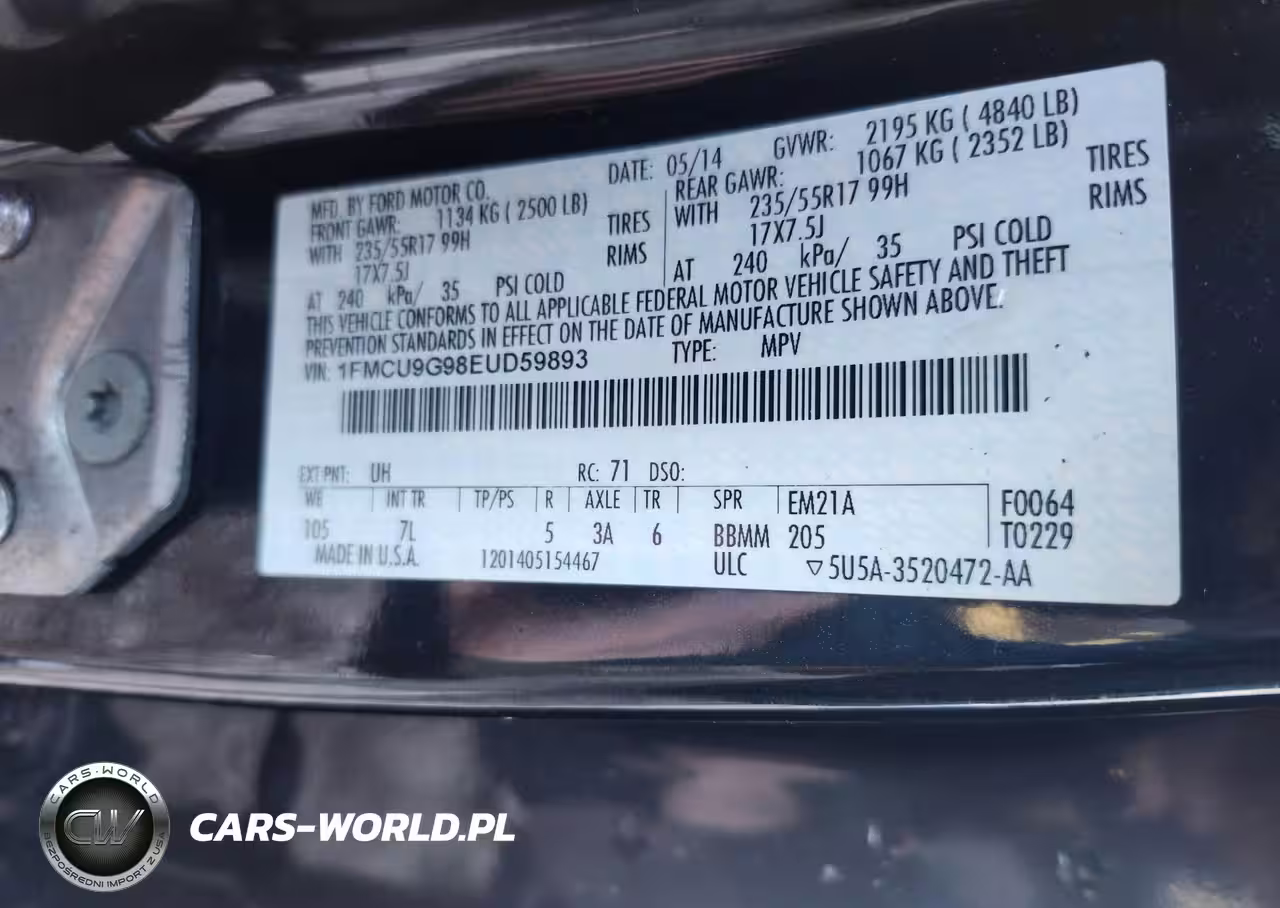 MFD. BY FORD MOTOR CO.
DATE: 05/14
GVWR: 2195 KG ( 4840 LB)
FRONT GAWR: 1134 KG ( 2500 LB)
WITH 235/55R17 99H TIRES
17X7.5J RIMS
AT 240 kPa/ 35 PSI COLD
REAR GAWR: 1067 KG ( 2352 LB)
WITH 235/55R17 99H TIRES
17X7.5J RIMS
AT 240 kPa/ 35 PSI COLD
THIS VEHICLE CONFORMS TO ALL APPLICABLE FEDERAL MOTOR VEHICLE SAFETY AND THEFT
PREVENTION STANDARDS IN EFFECT ON THE DATE OF MANUFACTURE SHOWN ABOVE.
VIN: 1FMCU9G98EUD59893
TYPE: MPV
EXT PNT: UH RC: 71 DSO:
WB INT TR TP/PS R AXLE TR SPR EM21A F0064
105 7L 5 3A 6 BBMM 205 T0229
MADE IN U.S.A. 1201405154467 ULC ▽5U5A-3520472-AA
CARS-WORLD
CW
BEZPOŚREDNI IMPORT Z USA
CARS-WORLD.PL